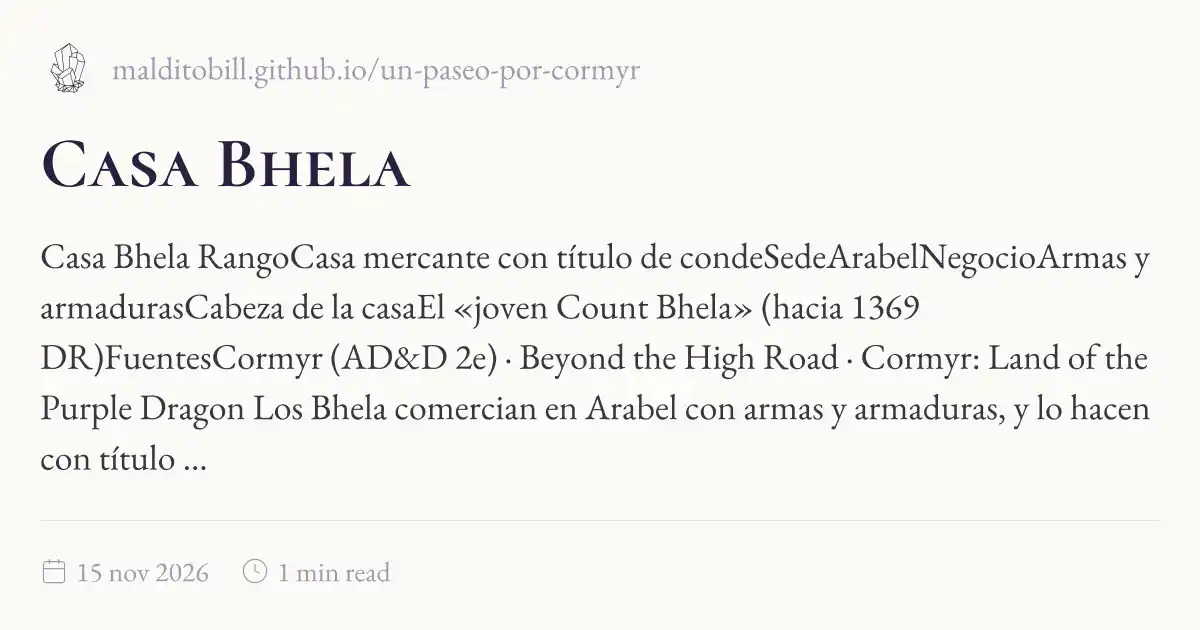 malditobill.github.io/un-paseo-por-cormyr
Casa Bhela
Casa Bhela RangoCasa mercante con título de condeSedeArabelNegocioArmas y
armadurasCabeza de la casaEl «joven Count Bhela» (hacia 1369
DR)FuentesCormyr (AD&D 2e) · Beyond the High Road · Cormyr: Land of the
Purple Dragon Los Bhela comercian en Arabel con armas y armaduras, y lo hacen
con título ...
15 nov 2026 1 min read